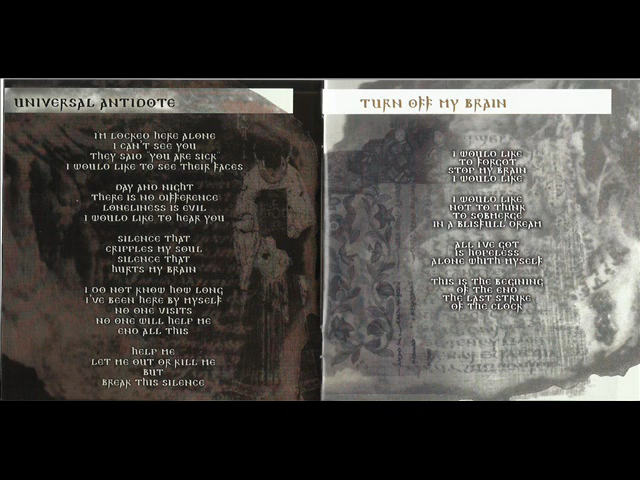 UNIVERSAL ANTIDOTE
I'M LOCKED HERE ALONE
I CAN'T SEE YOU
THEY SAID "YOU ARE SICK"
I WOULD LIKE TO SEE THEIR FACES
DAY AND NIGHT
THERE IS NO DIFFERENCE
LONELINESS IS EVIL
I WOULD LIKE TO HEAR YOU
SILENCE THAT
CRIPPLES MY SOUL
SILENCE THAT
HURTS MY BRAIN
I DO NOT KNOW HOW LONG
I'VE BEEN HERE BY MYSELF
NO ONE VISITS
NO ONE WILL HELP ME
END ALL THIS
HELP ME
LET ME OUT OR KILL ME
BUT
BREAK THIS SILENCE
TURN OFF MY BRAIN
I WOULD LIKE
TO FORGOT
STOP MY BRAIN
I WOULD LIKE
I WOULD LIKE
NOT TO THINK
TO SOBMERGE
IN A BLISFULL DREAM
ALL I'VE GOT
IS HOPELESS
ALONE WHITH MYSELF
THIS IS THE BEGINING
OF THE END
THE LAST STRIKE
OF THE CLOCK